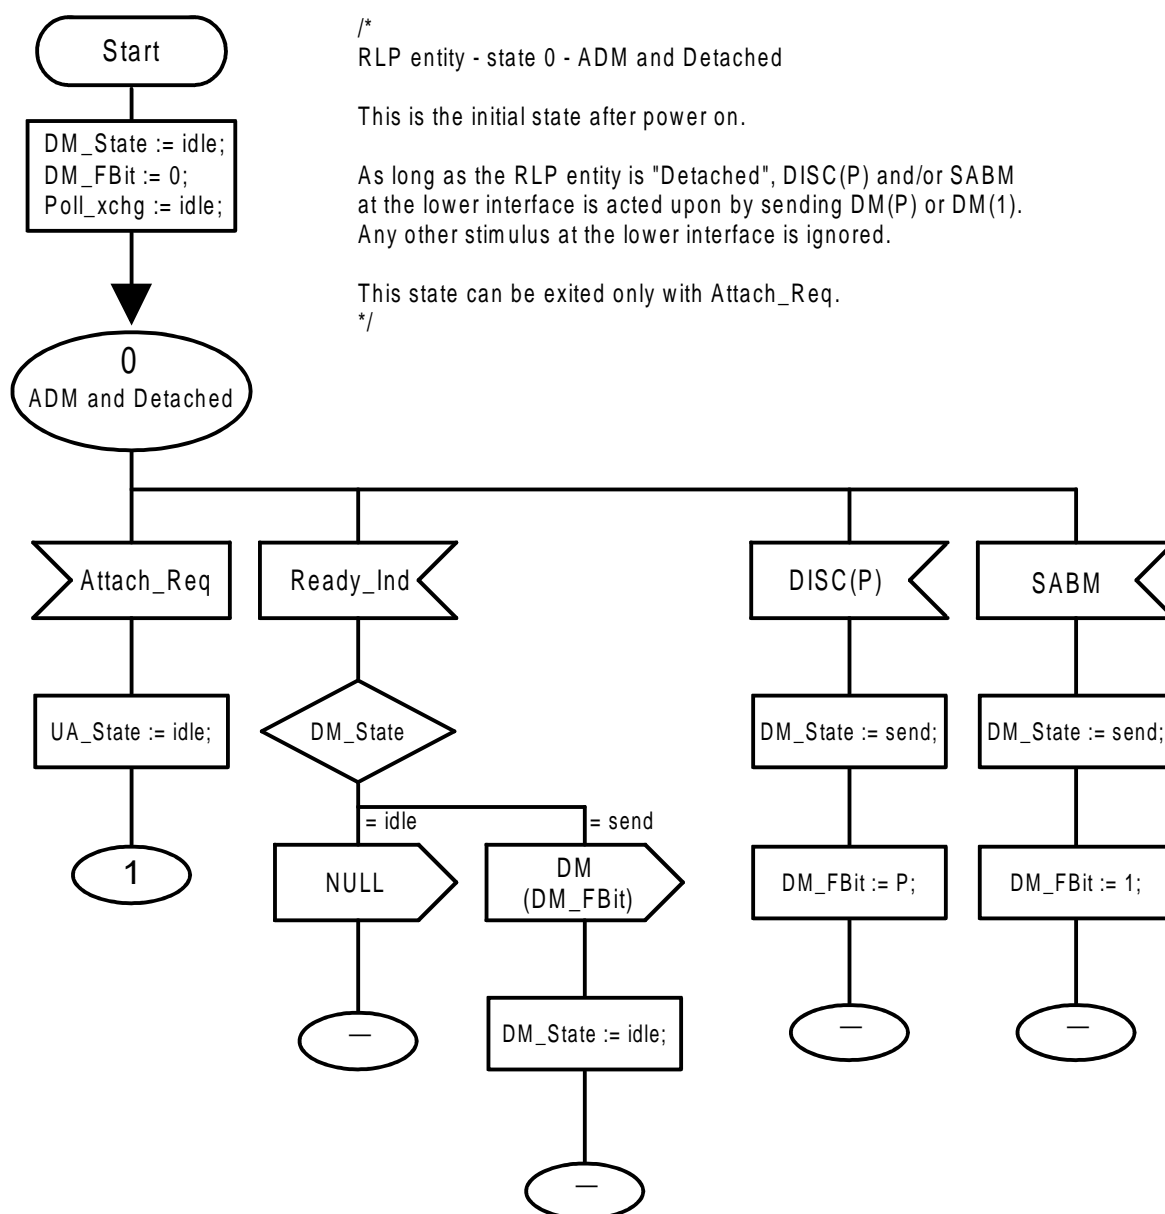 Start
DM_State := idle;
DM_FBit := 0;
Poll_xchg := idle;
/*
RLP entity - state 0 - ADM and Detached
This is the initial state after power on.
As long as the RLP entity is "Detached", DISC(P) and/or SABM
at the lower interface is acted upon by sending DM(P) or DM(1).
Any other stimulus at the lower interface is ignored.
This state can be exited only with Attach_Req.
*/
0
ADM and Detached
Attach_Req
Ready_Ind
DISC(P)
SABM
UA_State := idle;
DM_State
DM_State := send;
DM_State := send;
= idle
= send
1
NULL
DM
(DM_FBit)
DM_FBit := P;
DM_FBit := 1;
–
DM_State := idle;
–
–
–